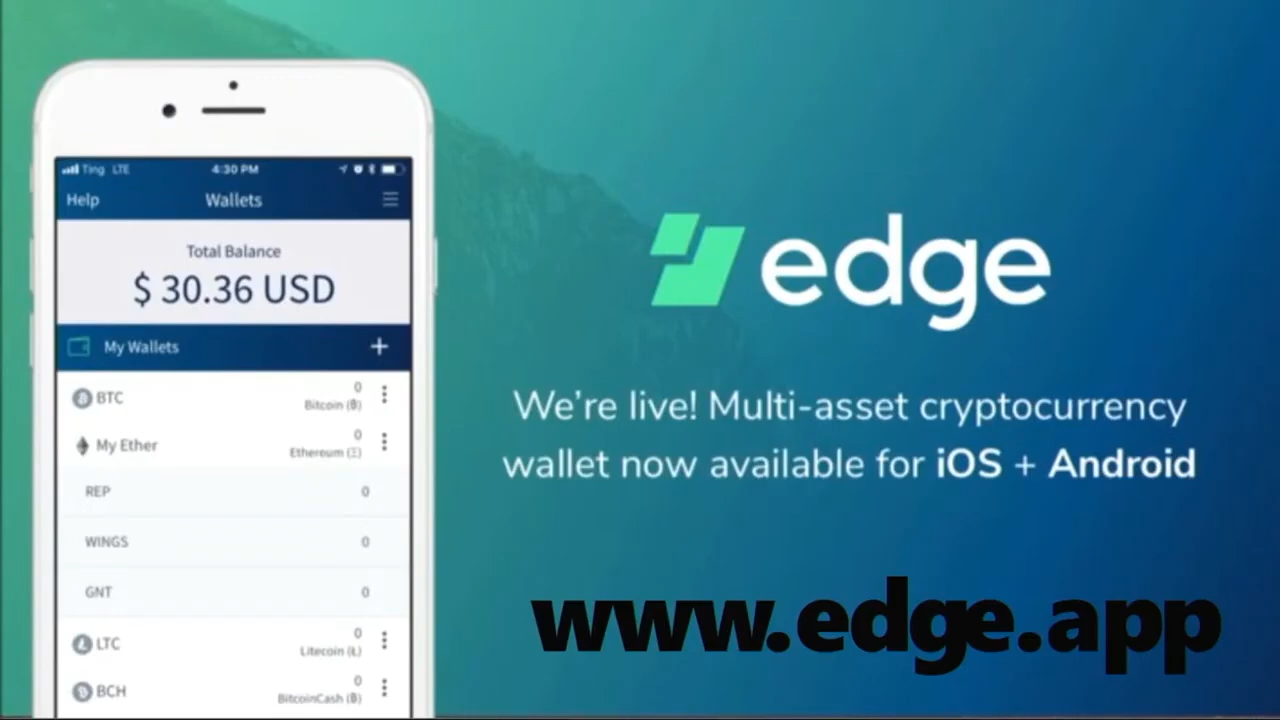 Ting LTE 4:30 PM
Help Wallets
Total Balance
$ 30.36 USD
My Wallets +
BTC 0
Bitcoin (₿)
My Ether 0
Ethereum (Ξ)
REP 0
WINGS 0
GNT 0
LTC 0
Litecoin (Ł)
BCH 0
BitcoinCash (₿)
edge
We're live! Multi-asset cryptocurrency
wallet now available for iOS + Android
www.edge.app